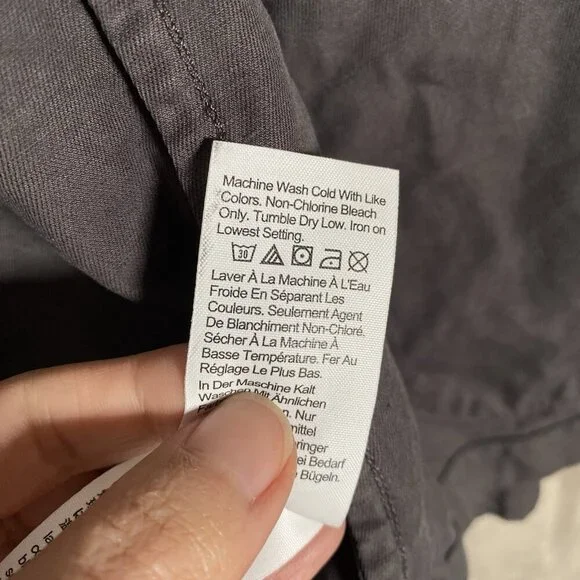 Machine Wash Cold With Like
Colors. Non-Chlorine Bleach
Only. Tumble Dry Low. Iron on
Lowest Setting.
30
Laver À La Machine À L'Eau
Froide En Séparant Les
Couleurs. Seulement Agent
De Blanchiment Non-Chloré.
Sécher À La Machine À
Basse Température. Fer Au
Réglage Le Plus Bas.
In Der Maschine Kalt
Waschen Mit Ähnlichen
Nur
Bedarf
Bügeln.